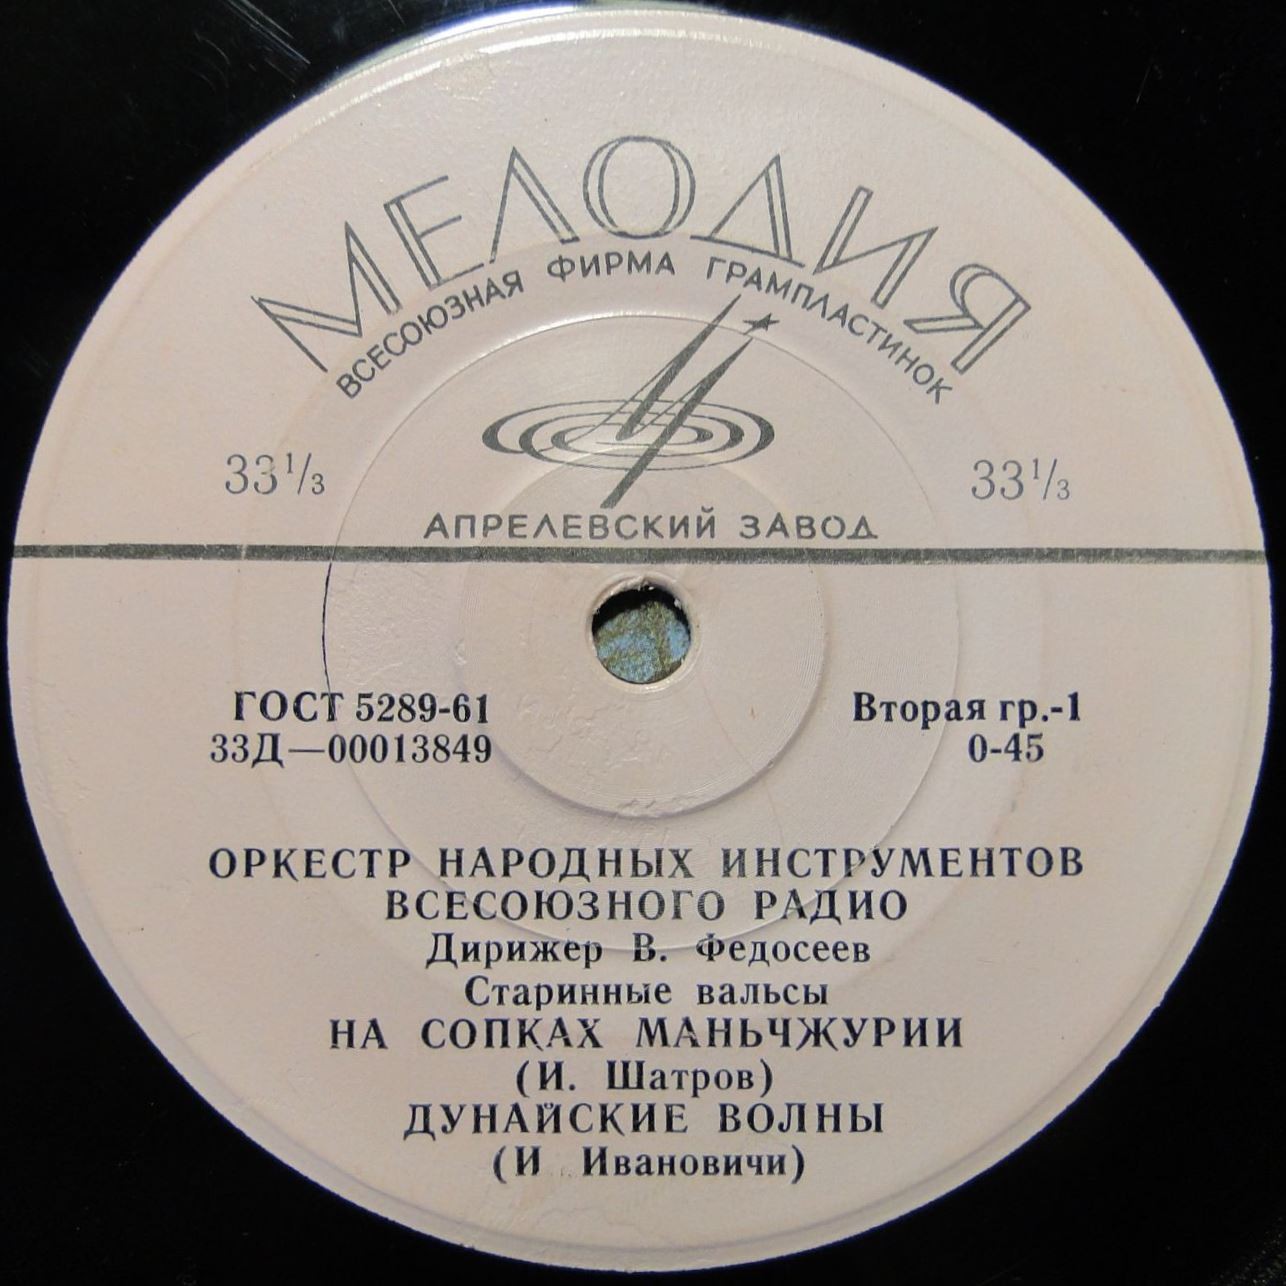 МЕЛОДИЯ
ВСЕСОЮЗНАЯ ФИРМА ГРАМПЛАСТИНОК
33⅓ 33⅓
АПРЕЛЕВСКИЙ ЗАВОД
ГОСТ 5289-61 Вторая гр.-1
33Д—00013849 0-45
ОРКЕСТР НАРОДНЫХ ИНСТРУМЕНТОВ
ВСЕСОЮЗНОГО РАДИО
Дирижер В. Федосеев
Старинные вальсы
НА СОПКАХ МАНЬЧЖУРИИ
(И. Шатров)
ДУНАЙСКИЕ ВОЛНЫ
(И Ивановичи)